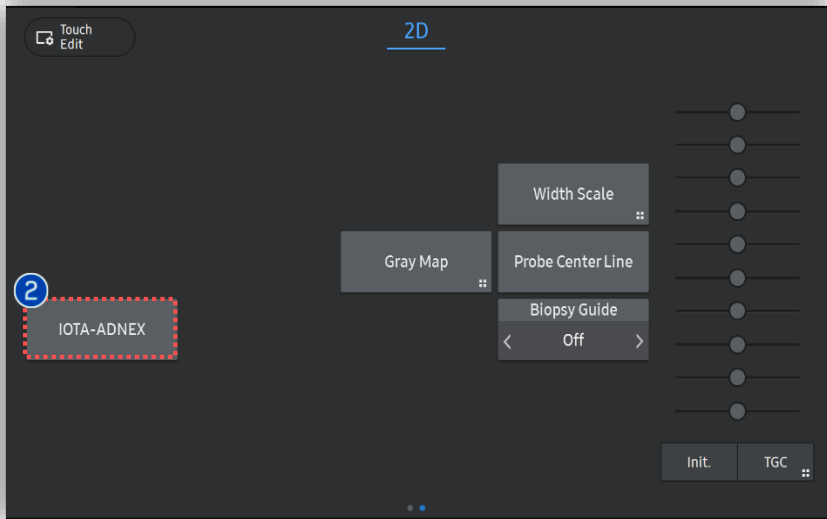 Touch
Edit
2D
Width Scale
Gray Map
Probe Center Line
2
IOTA-ADNEX
Biopsy Guide
< Off >
Init.
TGC